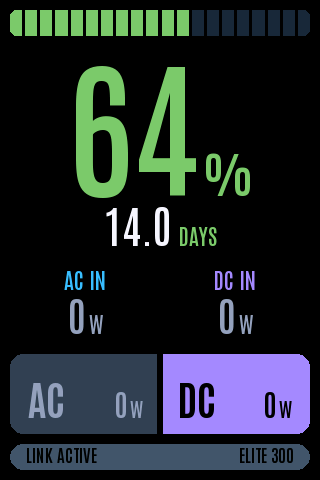 64%
14.0 DAYS
AC IN DC IN
0W 0W
AC 0W DC 0W
LINK ACTIVE ELITE 300